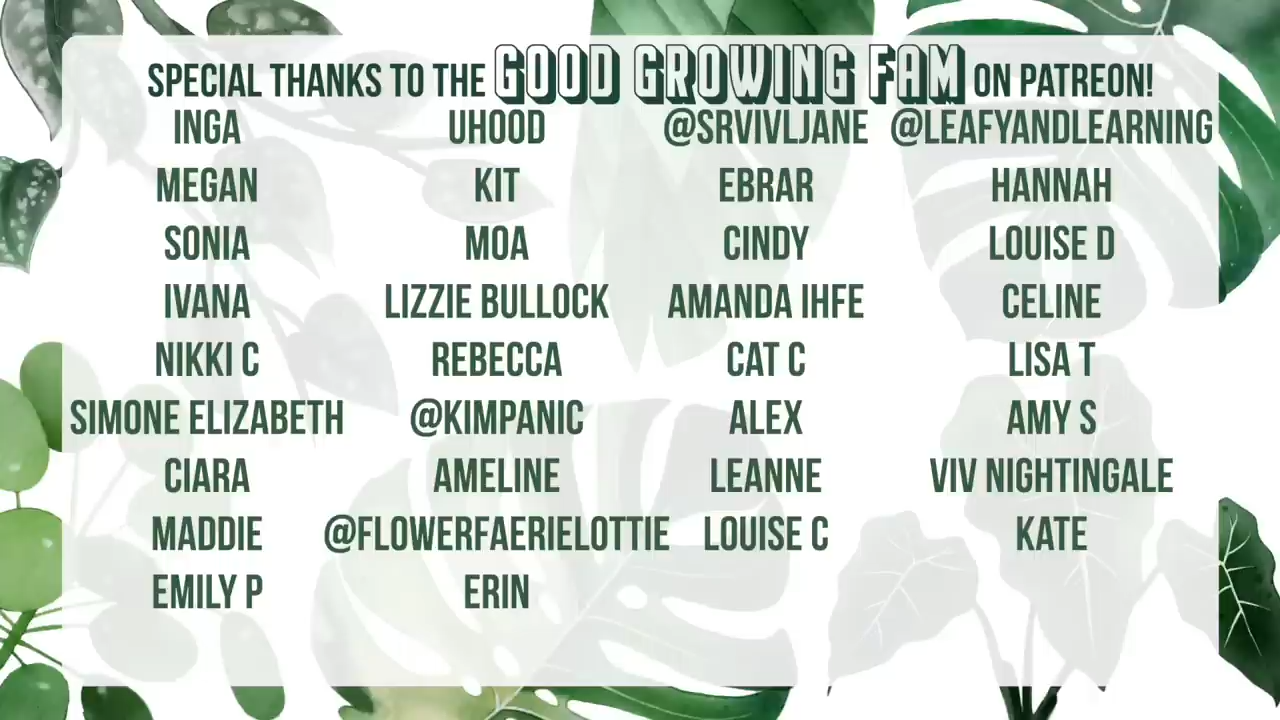 SPECIAL THANKS TO THE GOOD GROWING FAM ON PATREON!
INGA UHOOD @SRVIVLJANE @LEAFYANDLEARNING
MEGAN KIT EBRAR HANNAH
SONIA MOA CINDY LOUISE D
IVANA LIZZIE BULLOCK AMANDA IHFE CELINE
NIKKI C REBECCA CAT C LISA T
SIMONE ELIZABETH @KIMPANIC ALEX AMY S
CIARA AMELINE LEANNE VIV NIGHTINGALE
MADDIE @FLOWERFAERIELOTTIE LOUISE C KATE
EMILY P ERIN